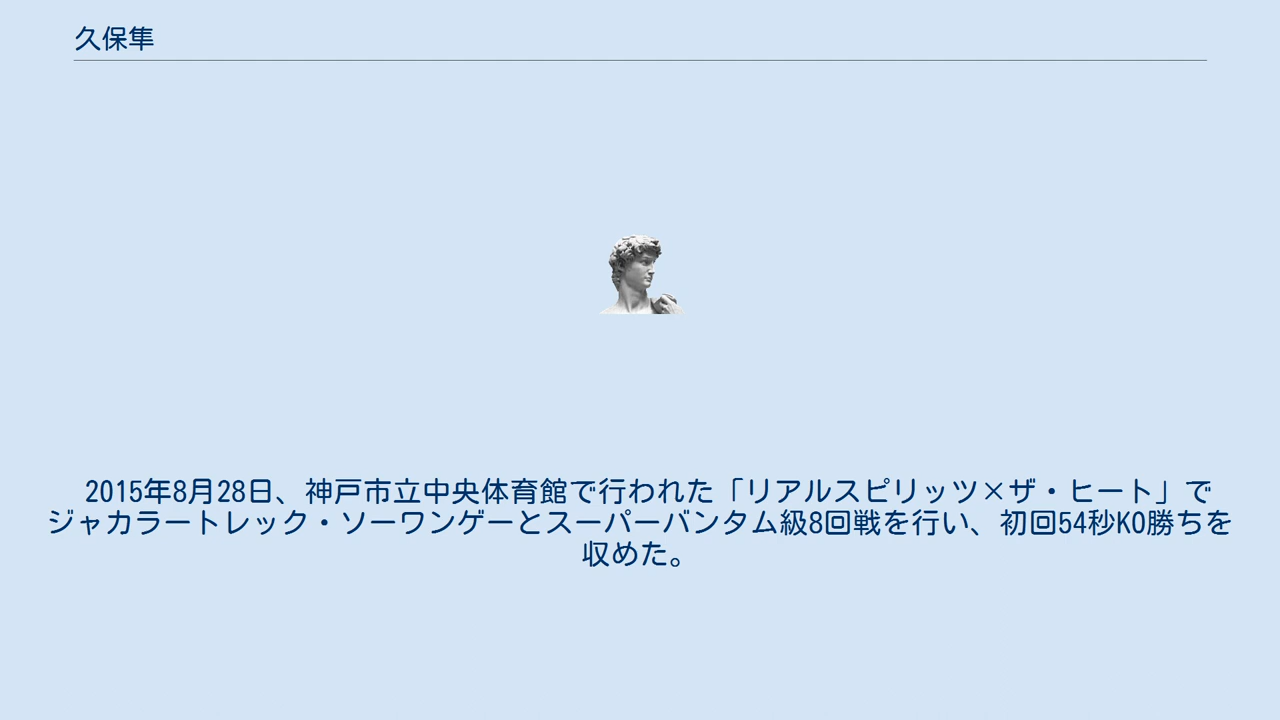 久保隼
2015年8月28日、神戸市立中央体育館で行われた「リアルスピリッツ×ザ・ヒート」で
ジャカラートレック・ソーワンゲーとスーパーバンタム級8回戦を行い、初回54秒KO勝ちを
収めた。